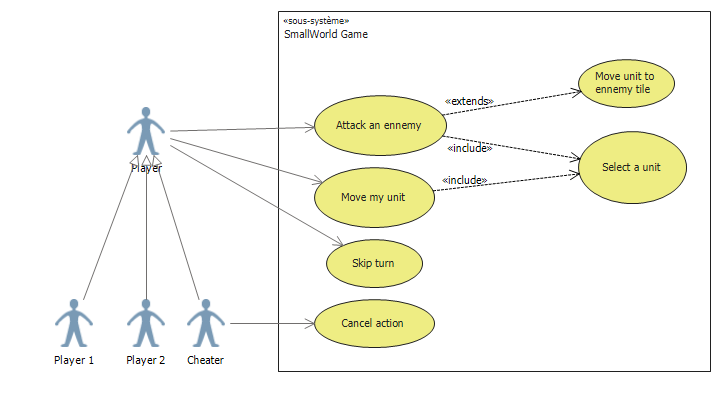 «sous-système»
SmallWorld Game
Move unit to
ennemy tile
«extends»
Attack an ennemy
«include»
Select a unit
Player
«include»
Move my unit
Skip turn
Cancel action
Player 1
Player 2
Cheater